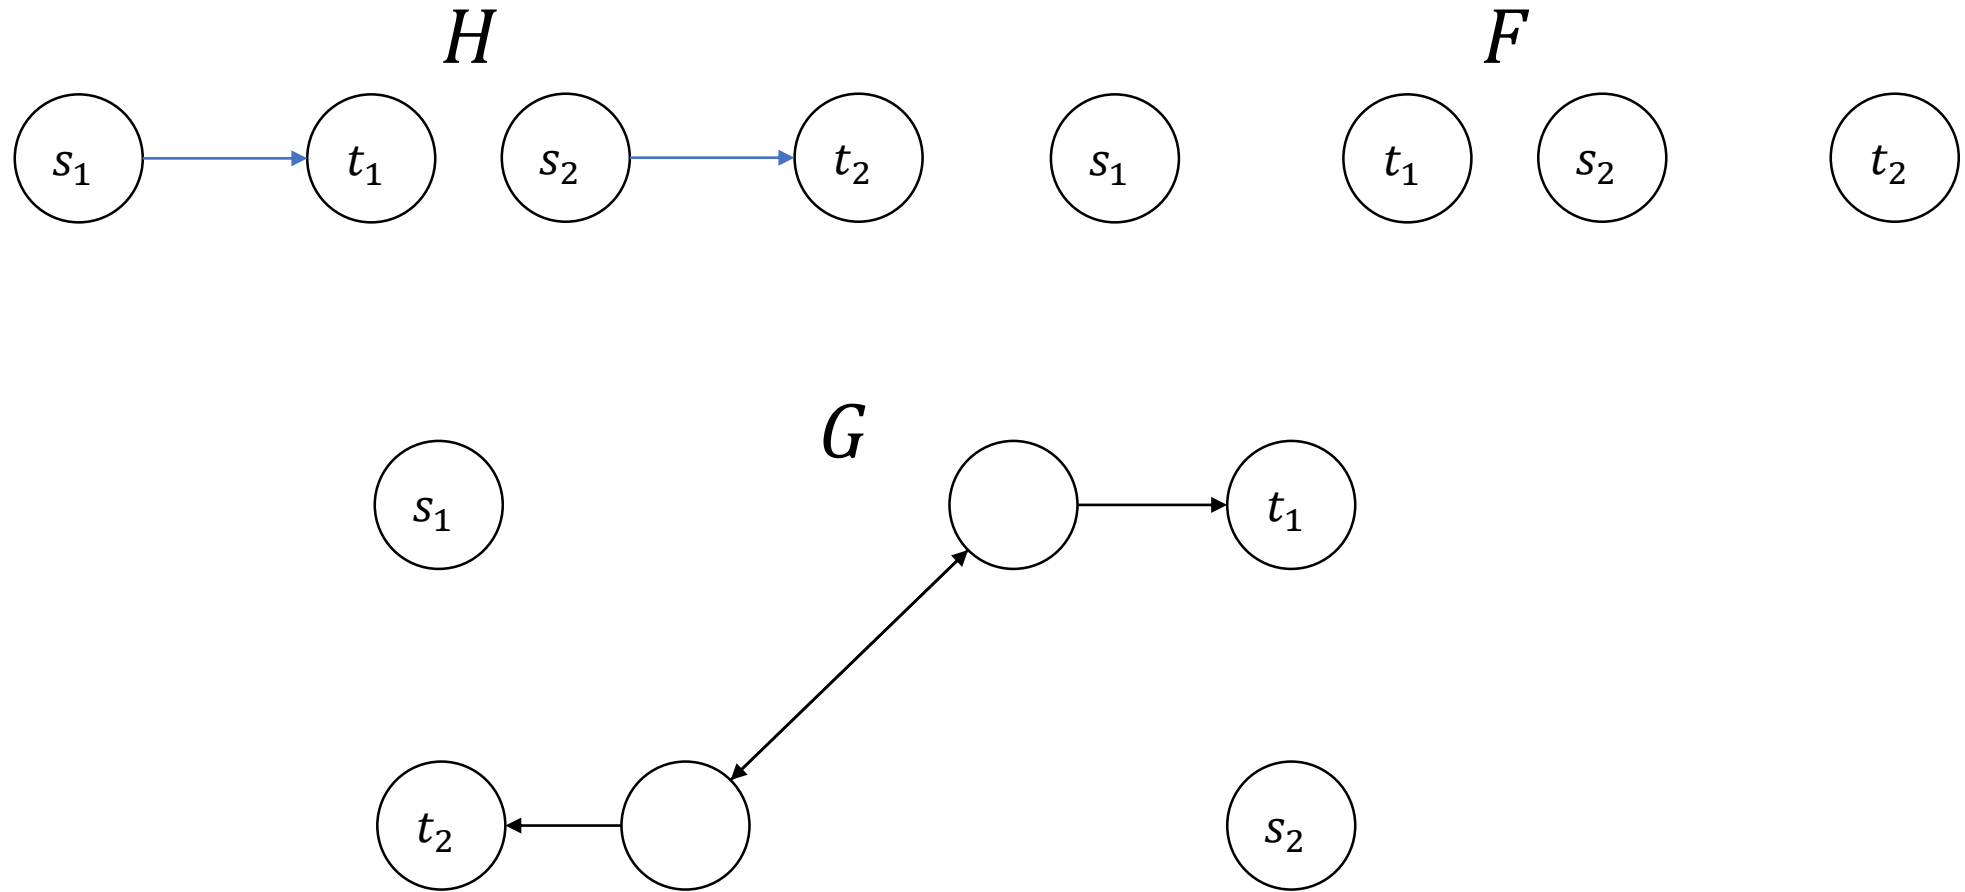 H F
s₁ t₁ s₂ t₂ s₁ t₁ s₂ t₂
G
s₁ t₁
t₂ s₂